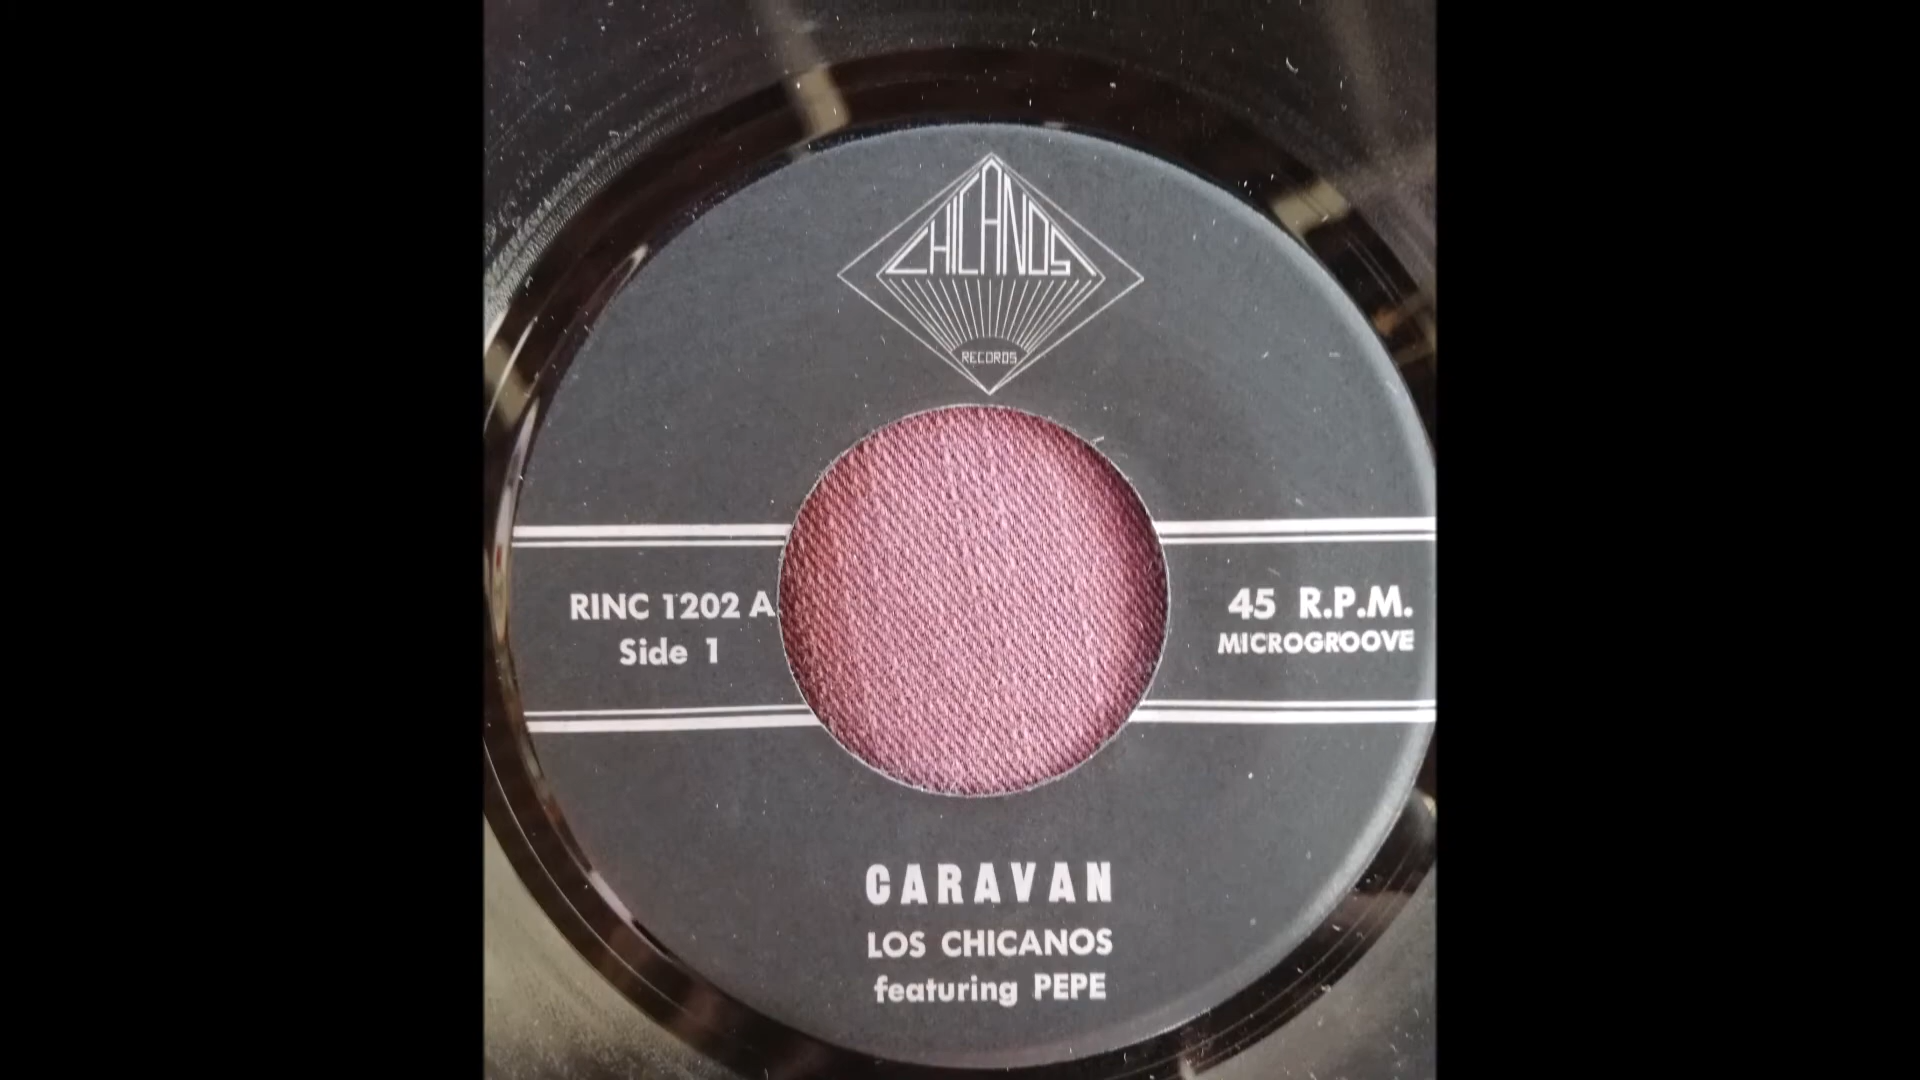 CHICANOS
RECORDS
RINC 1202 A
Side 1
45 R.P.M.
MICROGROOVE
CARAVAN
LOS CHICANOS
featuring PEPE